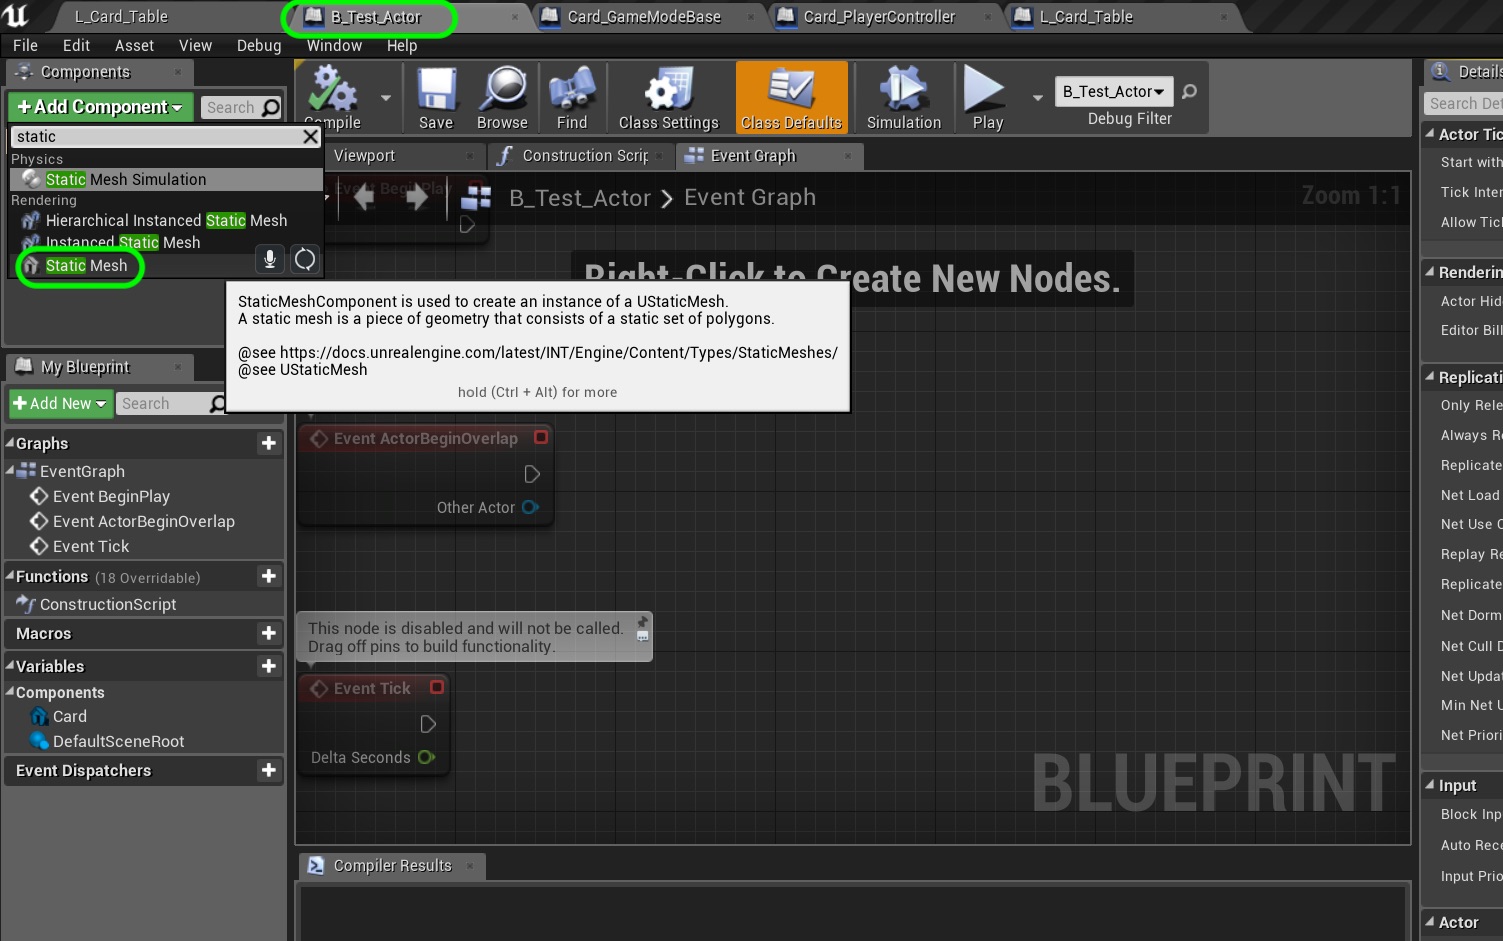 L_Card_Table
B_Test_Actor
Card_GameModeBase
Card_PlayerController
L_Card_Table
File Edit Asset View Debug Window Help
Components
Add Component
Search
static
Physics
Static Mesh Simulation
Rendering
Hierarchical Instanced Static Mesh
Instanced Static Mesh
Static Mesh
Compile
Save
Browse
Find
Class Settings
Class Defaults
Simulation
Play
B_Test_Actor
Debug Filter
Viewport
Construction Scrip
Event Graph
Event BeginPlay
B_Test_Actor > Event Graph
Zoom 1:1
Right-Click to Create New Nodes.
StaticMeshComponent is used to create an instance of a UStaticMesh.
A static mesh is a piece of geometry that consists of a static set of polygons.
@see https://docs.unrealengine.com/latest/INT/Engine/Content/Types/StaticMeshes/
@see UStaticMesh
hold (Ctrl + Alt) for more
My Blueprint
Add New
Search
Graphs
EventGraph
Event BeginPlay
Event ActorBeginOverlap
Event Tick
Functions (18 Overridable)
ConstructionScript
Macros
Variables
Components
Card
DefaultSceneRoot
Event Dispatchers
Event ActorBeginOverlap
Other Actor
This node is disabled and will not be called.
Drag off pins to build functionality.
Event Tick
Delta Seconds
BLUEPRINT
Compiler Results
Details
Search Det
Actor Tic
Start with
Tick Inter
Allow Tick
Renderin
Actor Hid
Editor Bill
Replicati
Only Rele
Always Re
Replicate
Net Load
Net Use O
Replay Re
Replicate
Net Dorm
Net Cull D
Net Updat
Min Net U
Net Priori
Input
Block Inp
Auto Rece
Input Prio
Actor